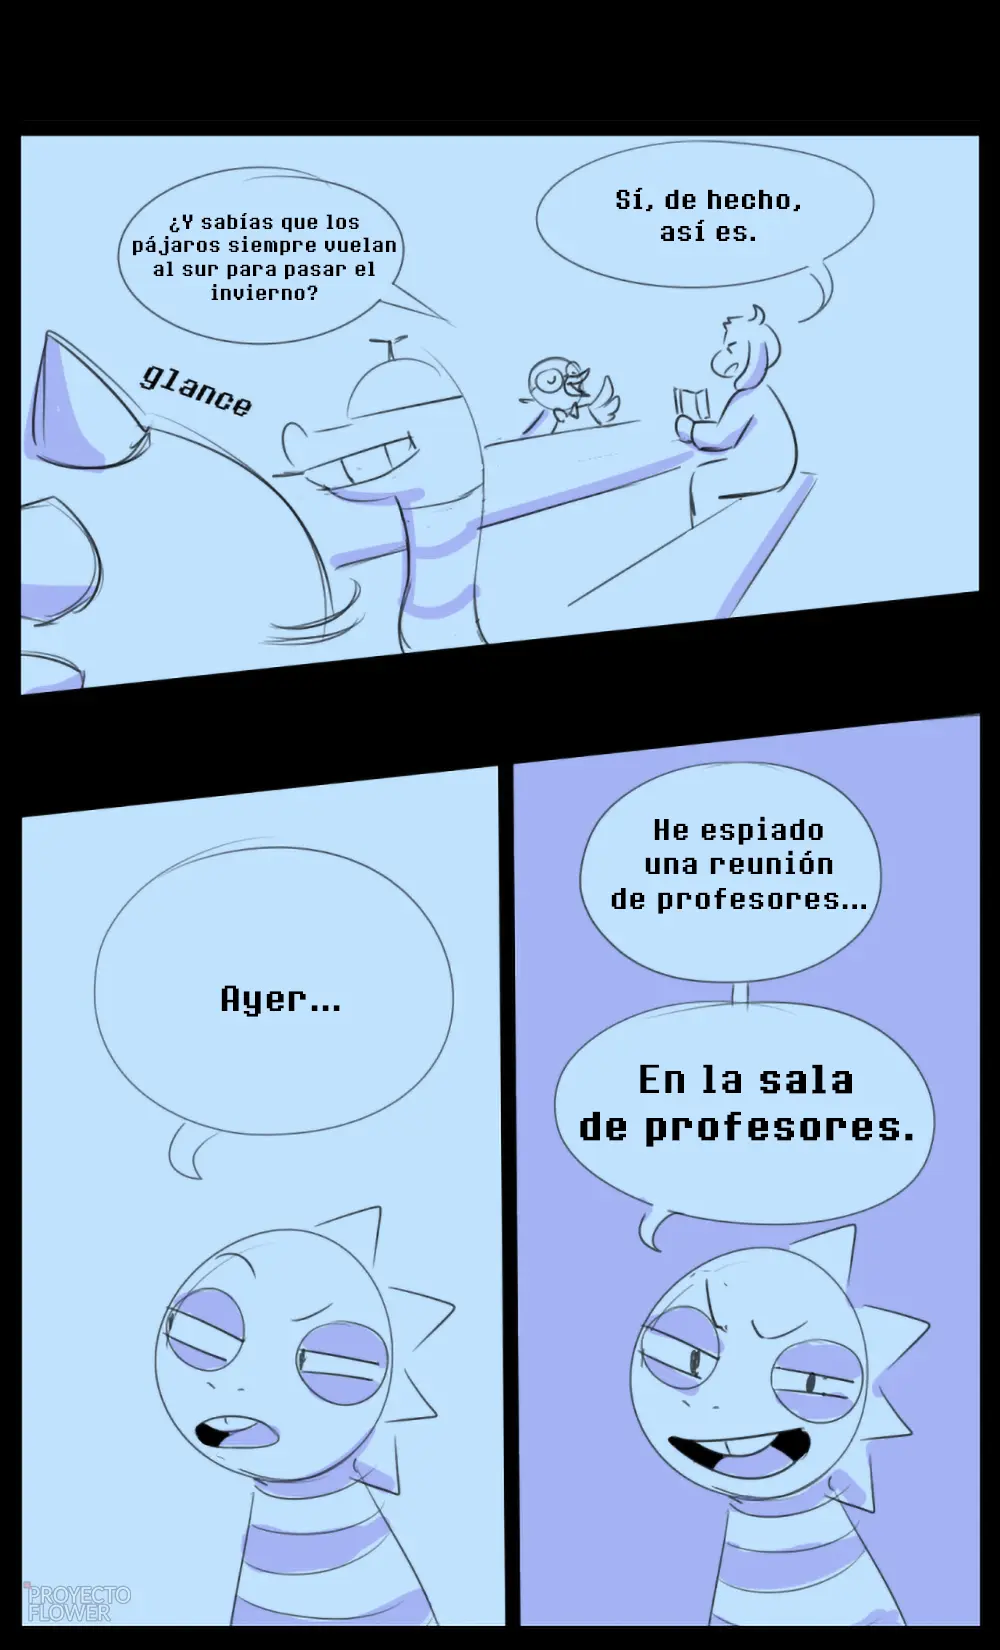 ¿Y sabías que los
pájaros siempre vuelan
al sur para pasar el
invierno?
Sí, de hecho,
así es.
glance
Ayer...
He espiado
una reunión
de profesores...
En la sala
de profesores.
PROYECTO
FLOWER